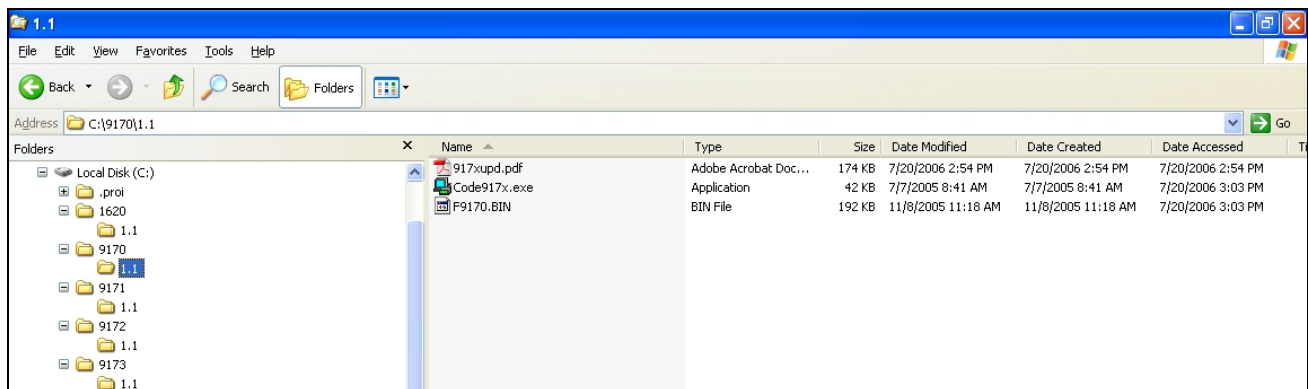 1.1
File Edit View Favorites Tools Help
Back Search Folders
Address C:\9170\1.1 Go
Folders x Name Type Size Date Modified Date Created Date Accessed Ti
Local Disk (C:)
.proi
1620
1.1
9170
1.1
9171
1.1
9172
1.1
9173
1.1
917xupd.pdf Adobe Acrobat Doc... 174 KB 7/20/2006 2:54 PM 7/20/2006 2:54 PM 7/20/2006 3:03 PM
Code917x.exe Application 42 KB 7/7/2005 8:41 AM 7/7/2005 8:41 AM 7/20/2006 3:03 PM
F9170.BIN BIN File 192 KB 11/8/2005 11:18 AM 11/8/2005 11:18 AM 7/20/2006 3:03 PM